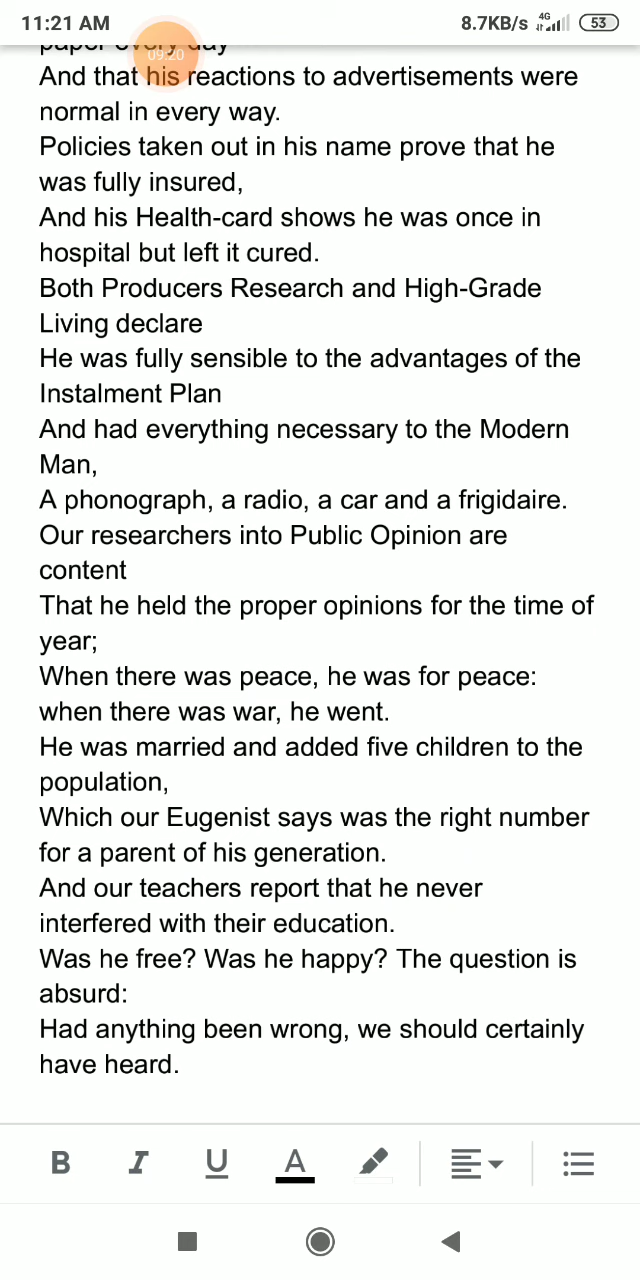 11:21 AM
8.7KB/s 4G 53
paper every day
09:20
And that his reactions to advertisements were
normal in every way.
Policies taken out in his name prove that he
was fully insured,
And his Health-card shows he was once in
hospital but left it cured.
Both Producers Research and High-Grade
Living declare
He was fully sensible to the advantages of the
Instalment Plan
And had everything necessary to the Modern
Man,
A phonograph, a radio, a car and a frigidaire.
Our researchers into Public Opinion are
content
That he held the proper opinions for the time of
year;
When there was peace, he was for peace:
when there was war, he went.
He was married and added five children to the
population,
Which our Eugenist says was the right number
for a parent of his generation.
And our teachers report that he never
interfered with their education.
Was he free? Was he happy? The question is
absurd:
Had anything been wrong, we should certainly
have heard.
B I U A